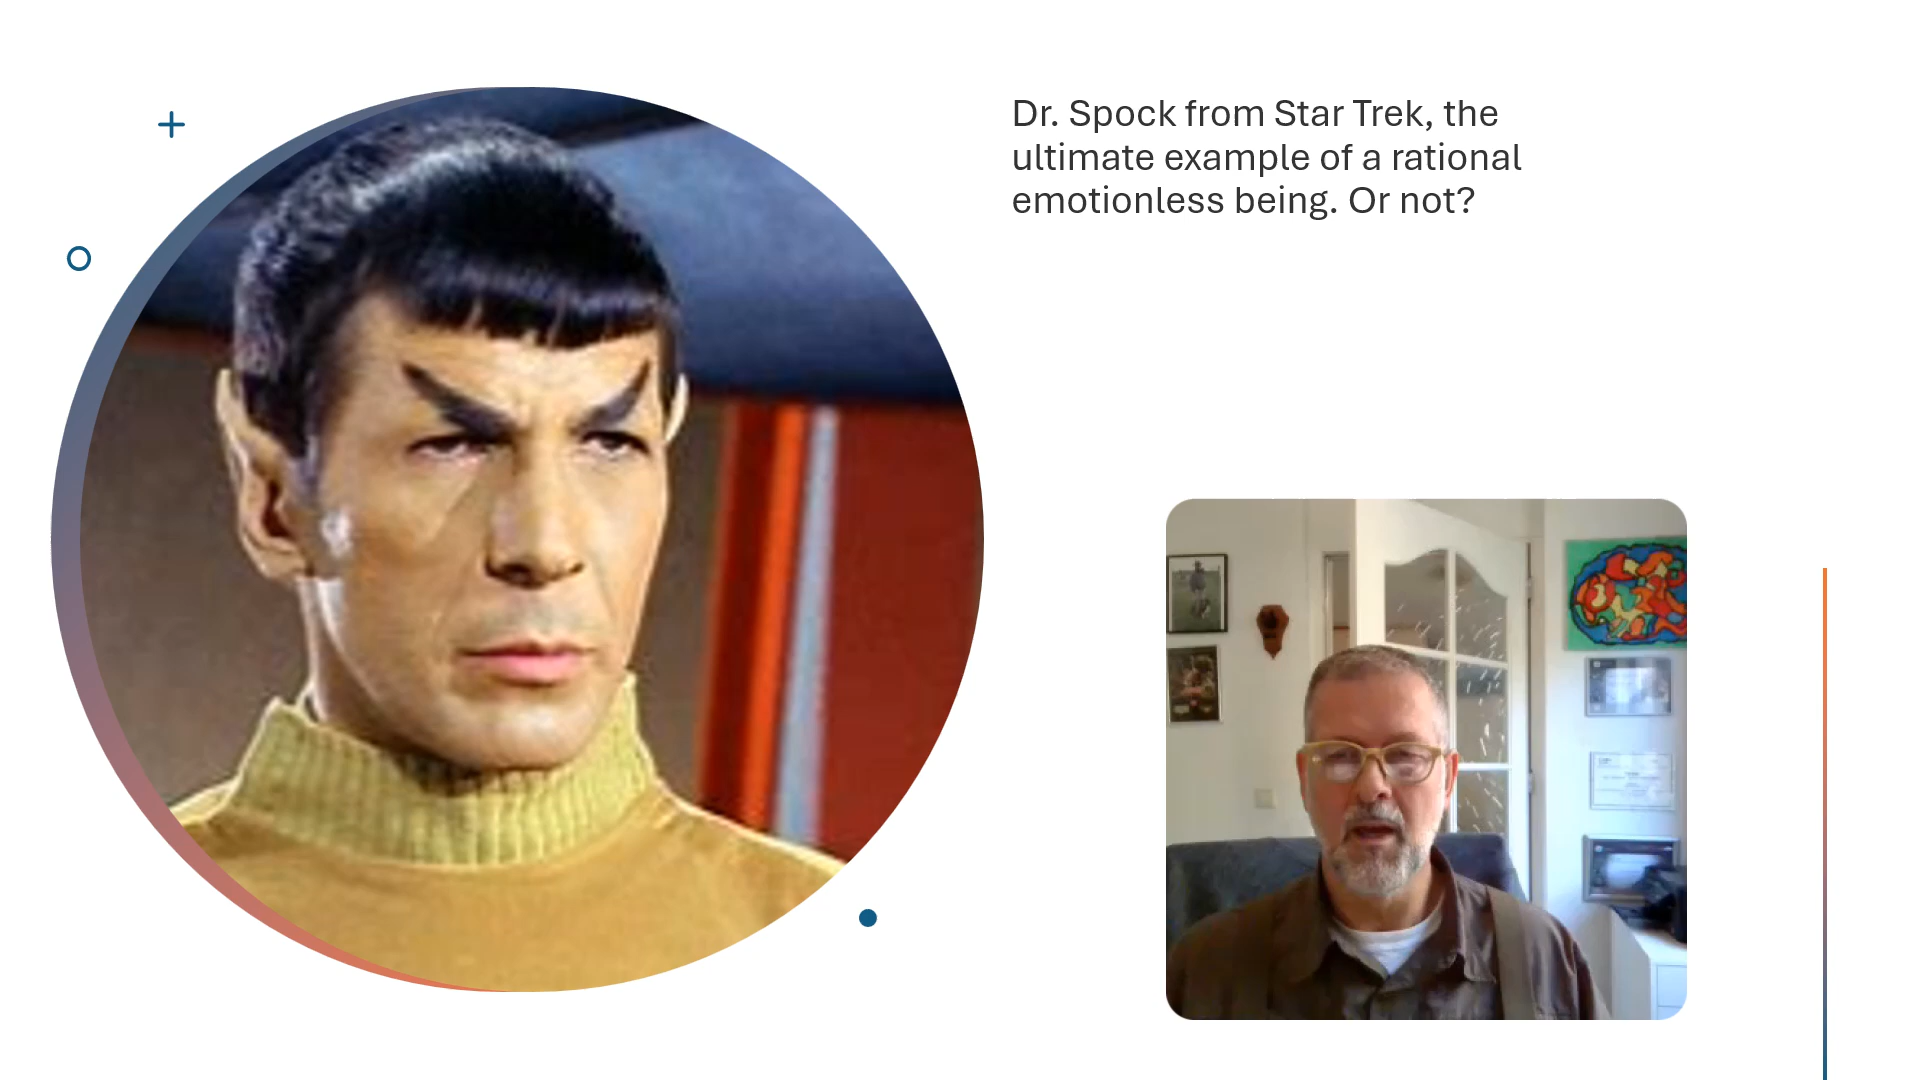 Dr. Spock from Star Trek, the
ultimate example of a rational
emotionless being. Or not?